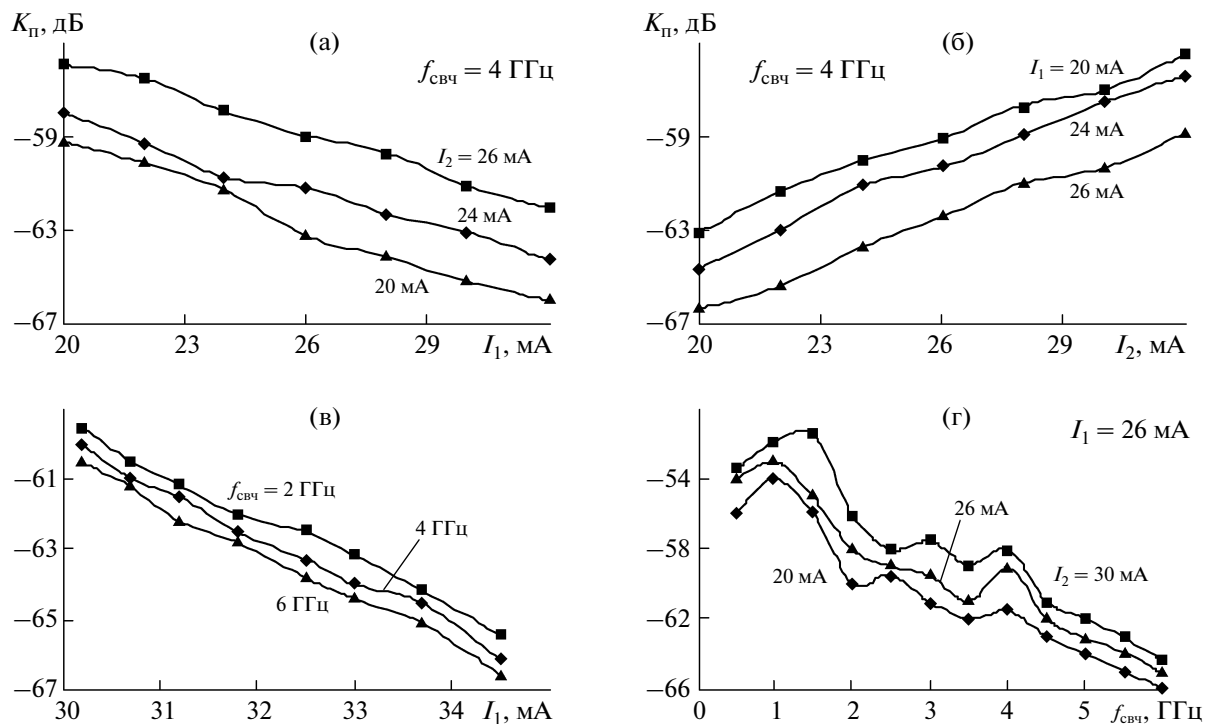 K_п, дБ
(а)
f_свч = 4 ГГц
−59
−63
−67
I_2 = 26 мА
24 мА
20 мА
20 23 26 29 I_1, мА
K_п, дБ
(б)
f_свч = 4 ГГц
I_1 = 20 мА
24 мА
26 мА
−59
−63
−67
20 23 26 29 I_2, мА
(в)
−61
−63
−65
−67
f_свч = 2 ГГц
4 ГГц
6 ГГц
30 31 32 33 34 I_1, мА
(г)
I_1 = 26 мА
−54
−58
−62
−66
26 мА
20 мА
I_2 = 30 мА
0 1 2 3 4 5 f_свч, ГГц